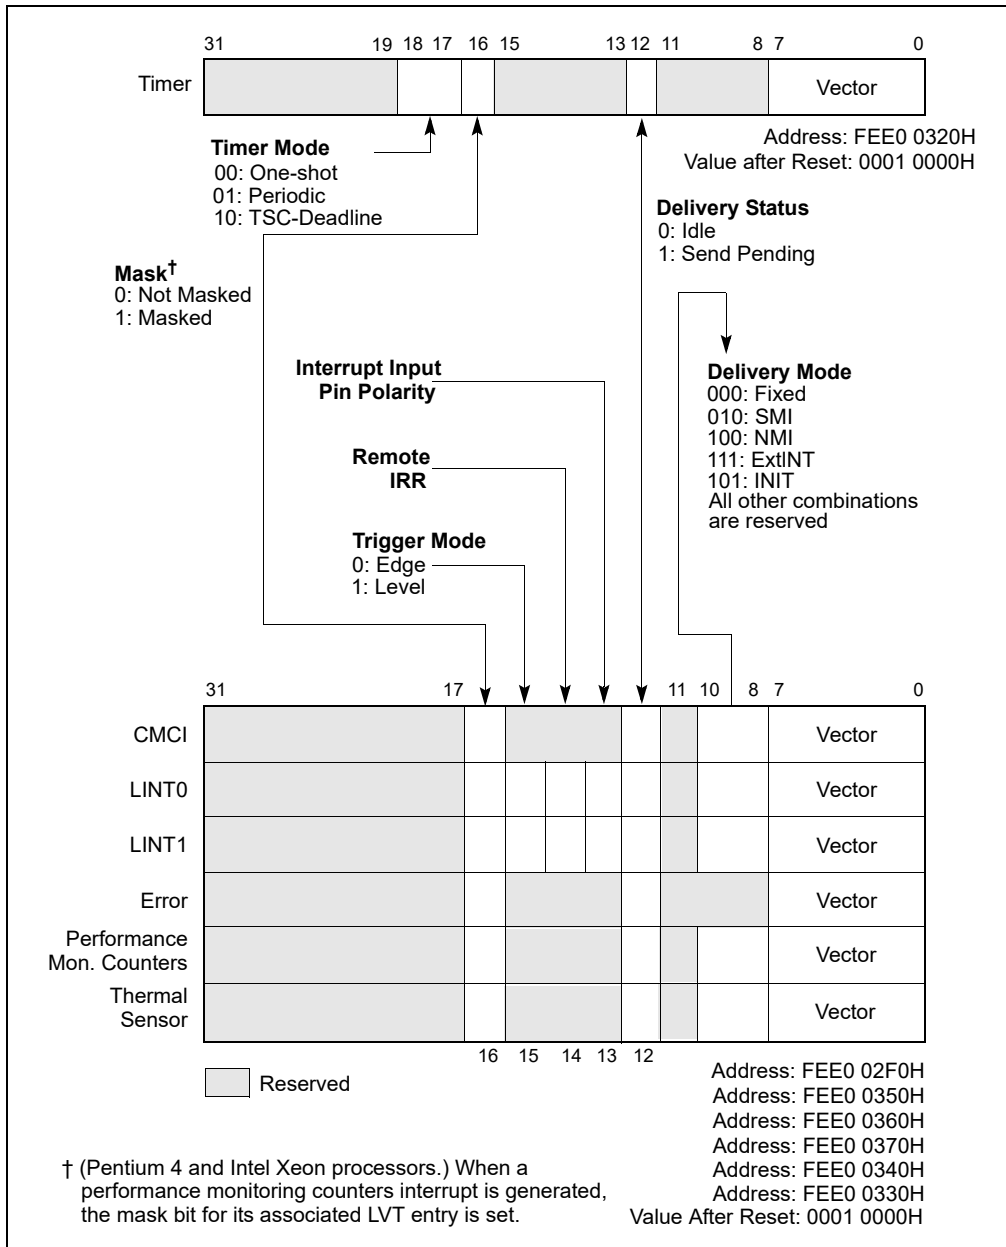 31 19 18 17 16 15 13 12 11 8 7 0
Timer Vector
Address: FEE0 0320H
Value after Reset: 0001 0000H
Timer Mode
00: One-shot
01: Periodic
10: TSC-Deadline
Delivery Status
0: Idle
1: Send Pending
Mask†
0: Not Masked
1: Masked
Interrupt Input
Pin Polarity
Delivery Mode
000: Fixed
010: SMI
100: NMI
111: ExtINT
101: INIT
All other combinations
are reserved
Remote
IRR
Trigger Mode
0: Edge
1: Level
31 17 11 10 8 7 0
CMCI Vector
LINT0 Vector
LINT1 Vector
Error Vector
Performance
Mon. Counters Vector
Thermal
Sensor Vector
16 15 14 13 12
Reserved
Address: FEE0 02F0H
Address: FEE0 0350H
Address: FEE0 0360H
Address: FEE0 0370H
Address: FEE0 0340H
Address: FEE0 0330H
Value After Reset: 0001 0000H
† (Pentium 4 and Intel Xeon processors.) When a
performance monitoring counters interrupt is generated,
the mask bit for its associated LVT entry is set.